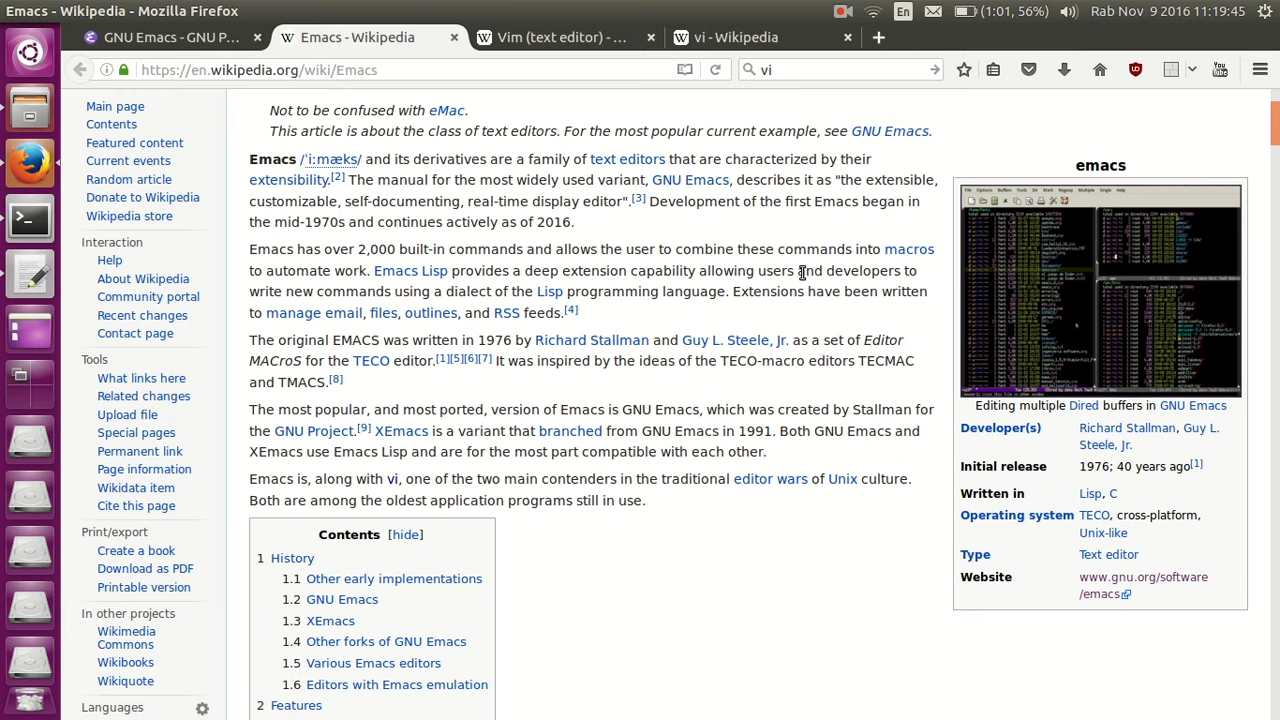 Emacs - Wikipedia - Mozilla Firefox
En
(1:01, 56%)
Rab Nov 9 2016 11:19:45
GNU Emacs - GNU P...
Emacs - Wikipedia
Vim (text editor) - ...
vi - Wikipedia
https://en.wikipedia.org/wiki/Emacs
vi
You
Tube
Main page
Contents
Featured content
Current events
Random article
Donate to Wikipedia
Wikipedia store
Interaction
Help
About Wikipedia
Community portal
Recent changes
Contact page
Tools
What links here
Related changes
Upload file
Special pages
Permanent link
Page information
Wikidata item
Cite this page
Print/export
Create a book
Download as PDF
Printable version
In other projects
Wikimedia
Commons
Wikibooks
Wikiquote
Languages
Not to be confused with eMac.
This article is about the class of text editors. For the most popular current example, see GNU Emacs.
Emacs /ˈiːmæks/ and its derivatives are a family of text editors that are characterized by their
extensibility.[2] The manual for the most widely used variant, GNU Emacs, describes it as "the extensible,
customizable, self-documenting, real-time display editor".[3] Development of the first Emacs began in
the mid-1970s and continues actively as of 2016.
Emacs has over 2,000 built-in commands and allows the user to combine these commands into macros
to automate work. Emacs Lisp provides a deep extension capability allowing users and developers to
write new commands using a dialect of the Lisp programming language. Extensions have been written
to manage email, files, outlines, and RSS feeds.[4]
The original EMACS was written in 1976 by Richard Stallman and Guy L. Steele, Jr. as a set of Editor
MACroS for the TECO editor.[1][5][6][7] It was inspired by the ideas of the TECO-macro editors TECMAC
and TMACS.[8]
The most popular, and most ported, version of Emacs is GNU Emacs, which was created by Stallman for
the GNU Project.[9] XEmacs is a variant that branched from GNU Emacs in 1991. Both GNU Emacs and
XEmacs use Emacs Lisp and are for the most part compatible with each other.
Emacs is, along with vi, one of the two main contenders in the traditional editor wars of Unix culture.
Both are among the oldest application programs still in use.
Contents [hide]
1 History
1.1 Other early implementations
1.2 GNU Emacs
1.3 XEmacs
1.4 Other forks of GNU Emacs
1.5 Various Emacs editors
1.6 Editors with Emacs emulation
2 Features
emacs
Editing multiple Dired buffers in GNU Emacs
Developer(s) Richard Stallman, Guy L.
Steele, Jr.
Initial release 1976; 40 years ago[1]
Written in Lisp, C
Operating system TECO, cross-platform,
Unix-like
Type Text editor
Website www.gnu.org/software
/emacs